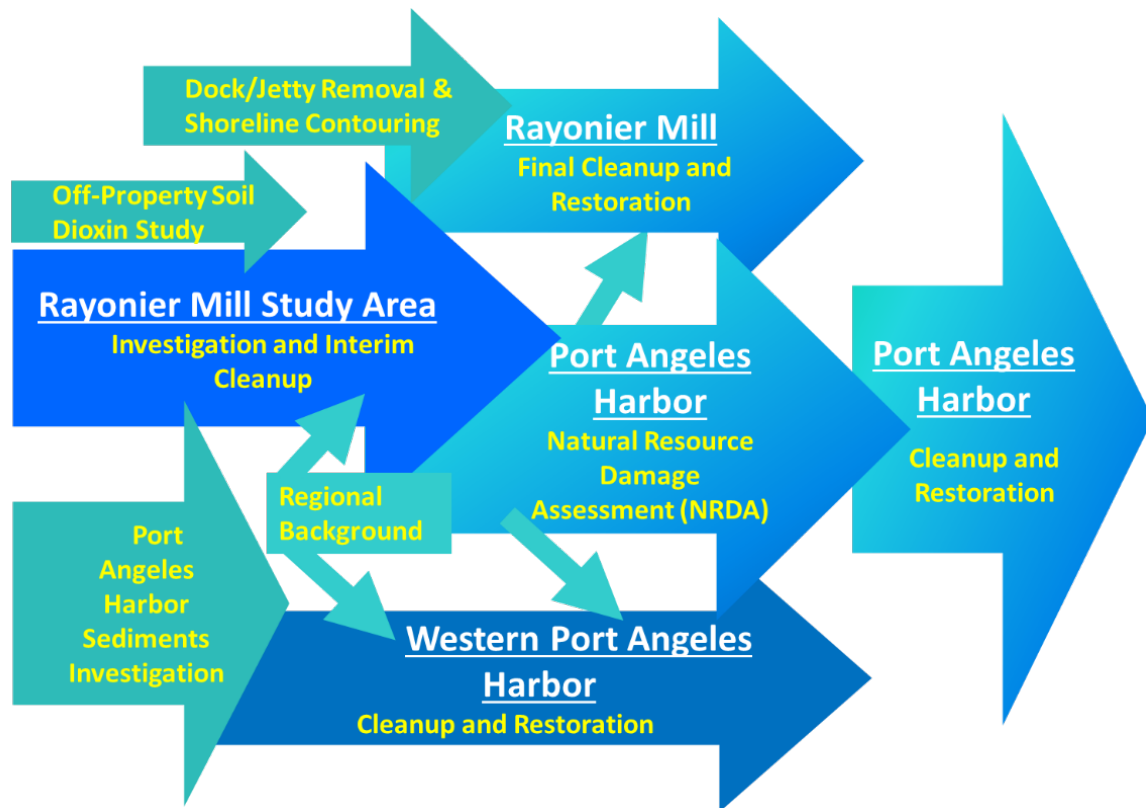 Dock/Jetty Removal &
Shoreline Contouring
Rayonier Mill
Final Cleanup and
Restoration
Off-Property Soil
Dioxin Study
Rayonier Mill Study Area
Investigation and Interim
Cleanup
Port Angeles
Harbor
Natural Resource
Damage
Assessment (NRDA)
Port Angeles
Harbor
Cleanup and
Restoration
Regional
Background
Port
Angeles
Harbor
Sediments
Investigation
Western Port Angeles
Harbor
Cleanup and Restoration